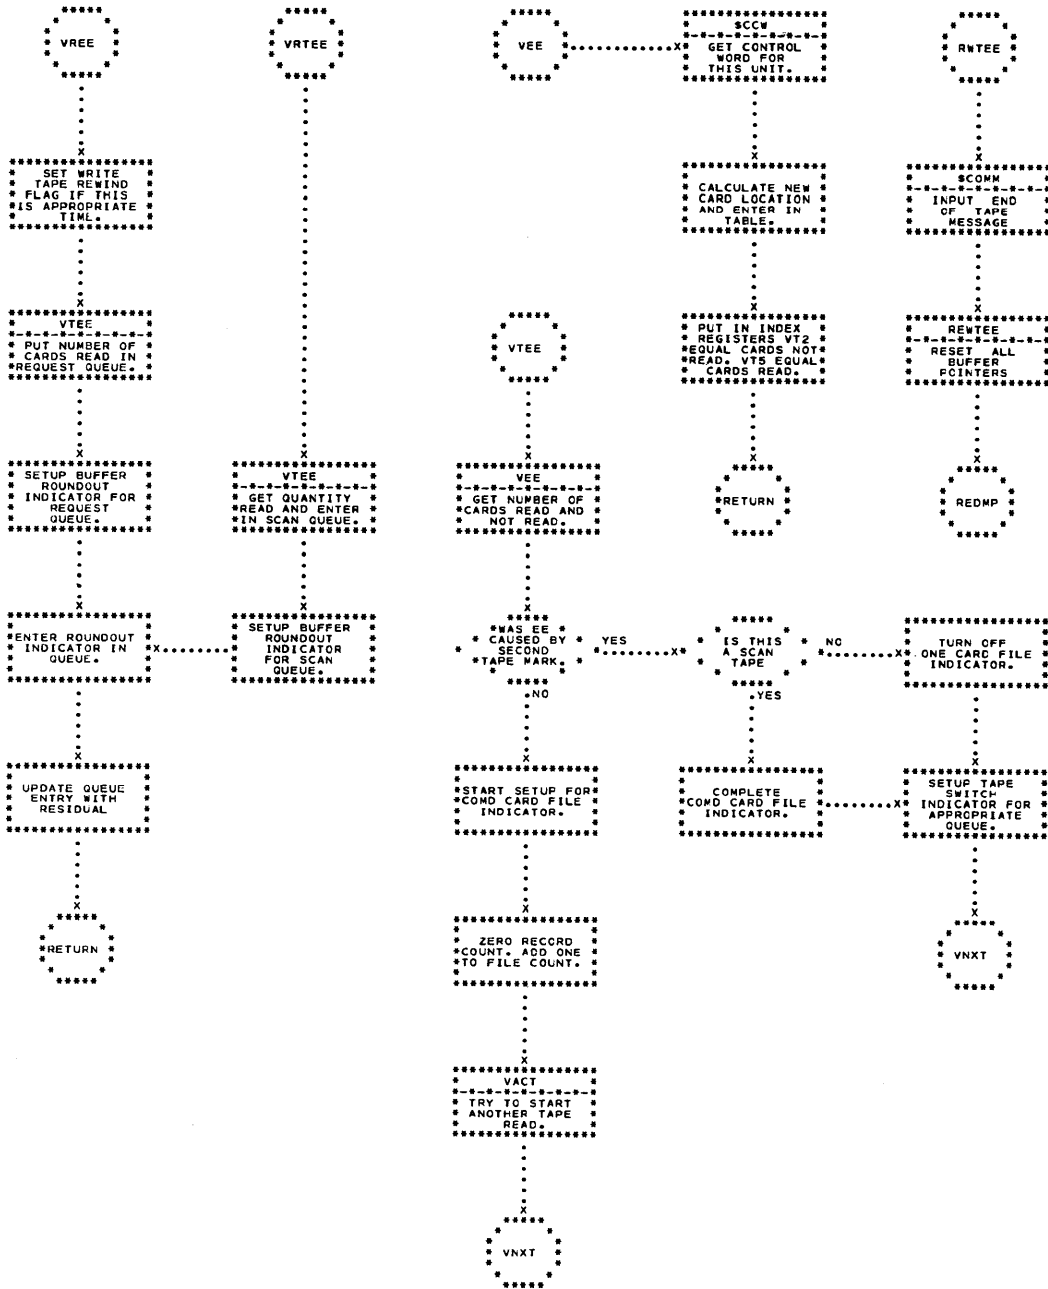 VREE
SET WRITE
TAPE REWIND
FLAG IF THIS
IS APPROPRIATE
TIME.
VTEE
PUT NUMBER OF
CARDS READ IN
REQUEST QUEUE.
SETUP BUFFER
ROUNDOUT
INDICATOR FOR
REQUEST
QUEUE.
ENTER ROUNDOUT
INDICATOR IN
QUEUE.
UPDATE QUEUE
ENTRY WITH
RESIDUAL
RETURN
VRTEE
VTEE
GET QUANTITY
READ AND ENTER
IN SCAN QUEUE.
SETUP BUFFER
ROUNDOUT
INDICATOR
FOR SCAN
QUEUE.
VEE
$CCW
GET CONTROL
WORD FOR
THIS UNIT.
CALCULATE NEW
CARD LOCATION
AND ENTER IN
TABLE.
PUT IN INDEX
REGISTERS VT2
EQUAL CARDS NOT
READ. VT5 EQUAL
CARDS READ.
RETURN
VTEE
VEE
GET NUMBER OF
CARDS READ AND
NOT READ.
WAS EE
CAUSED BY
SECOND
TAPE MARK.
YES
NO
IS THIS
A SCAN
TAPE
NO
YES
TURN OFF
ONE CARD FILE
INDICATOR.
START SETUP FOR
COMD CARD FILE
INDICATOR.
COMPLETE
COMD CARD FILE
INDICATOR.
SETUP TAPE
SWITCH
INDICATOR FOR
APPROPRIATE
QUEUE.
VNXT
ZERO RECORD
COUNT. ADD ONE
TO FILE COUNT.
VACT
TRY TO START
ANOTHER TAPE
READ.
VNXT
RWTEE
$COMM
INPUT END
OF TAPE
MESSAGE
REWTEE
RESET ALL
BUFFER
POINTERS
REDMP